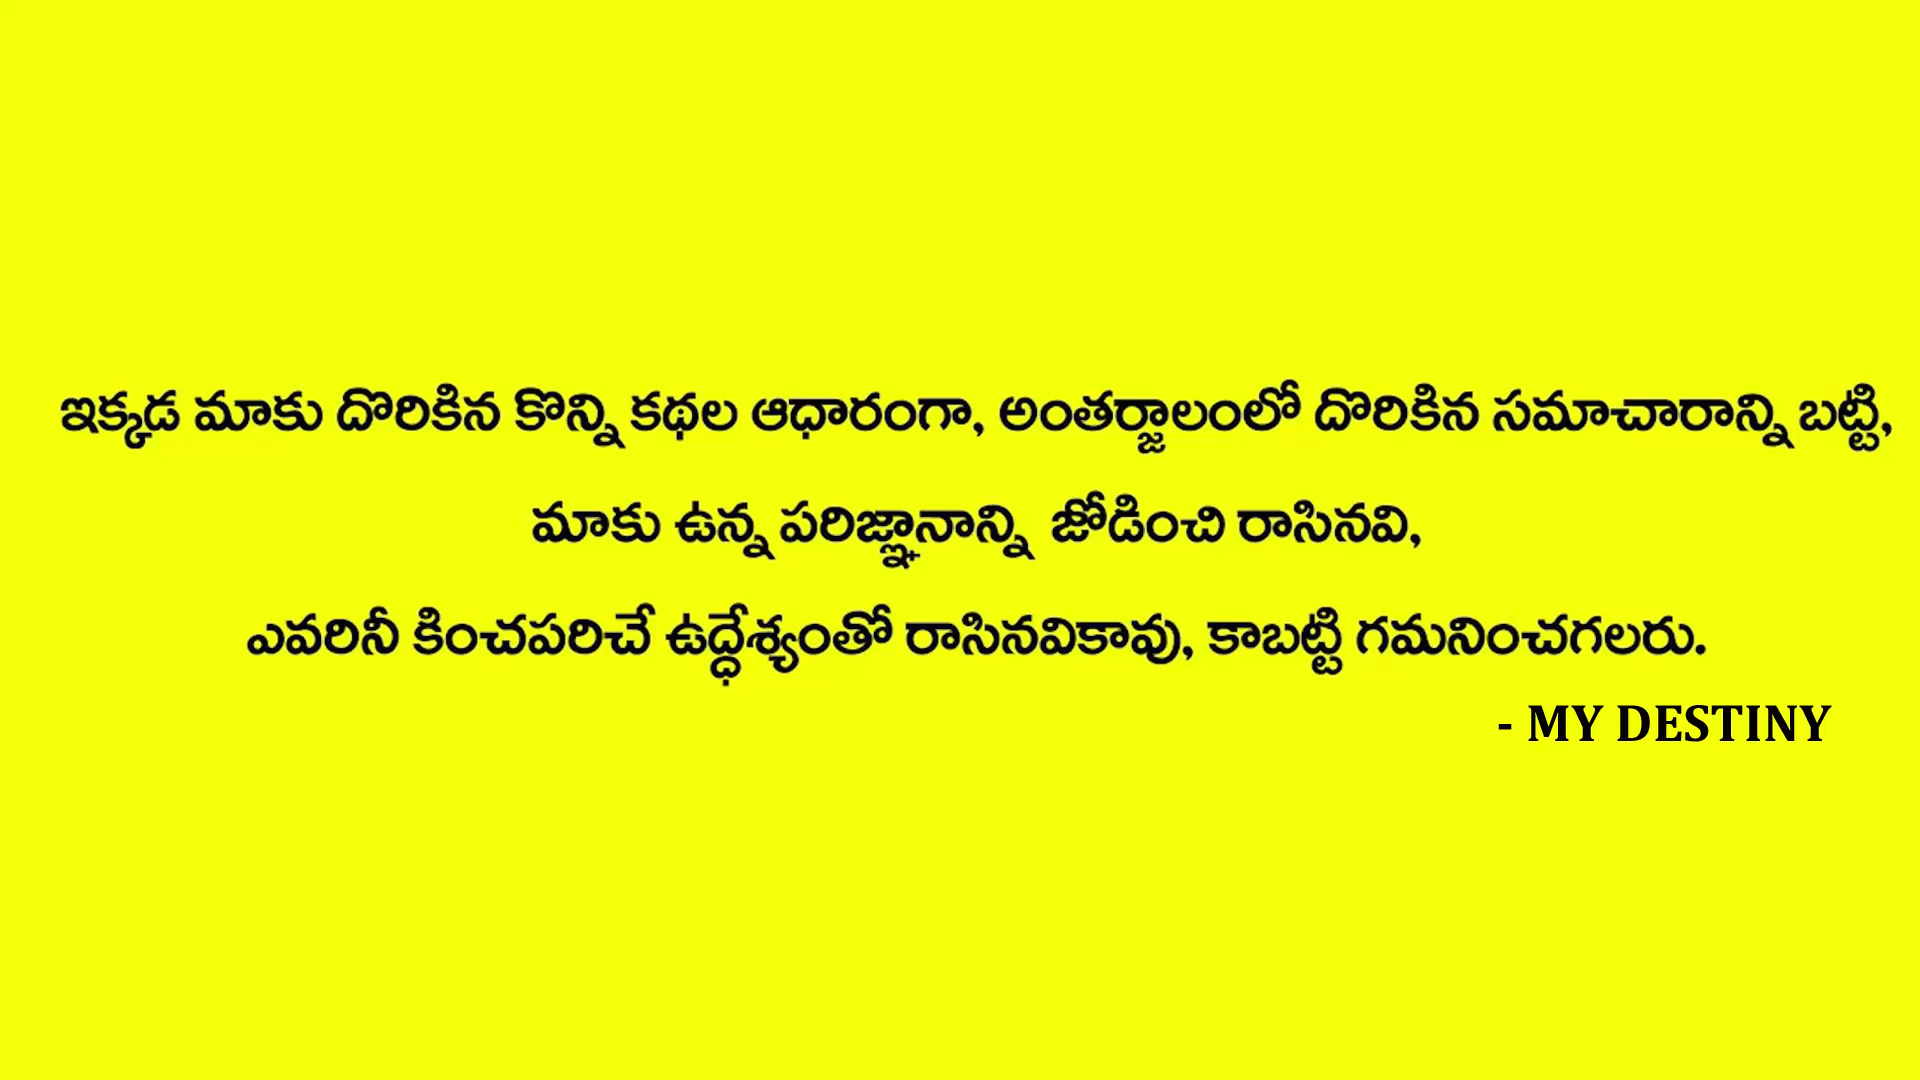 ఇక్కడ మాకు దొరికిన కొన్ని కథల ఆధారంగా, అంతర్జాలంలో దొరికిన సమాచారాన్ని బట్టి,
మాకు ఉన్న పరిజ్ఞానాన్ని జోడించి రాసినవి,
ఎవరినీ కించపరిచే ఉద్ధేశ్యంతో రాసినవికావు, కాబట్టి గమనించగలరు.
- MY DESTINY